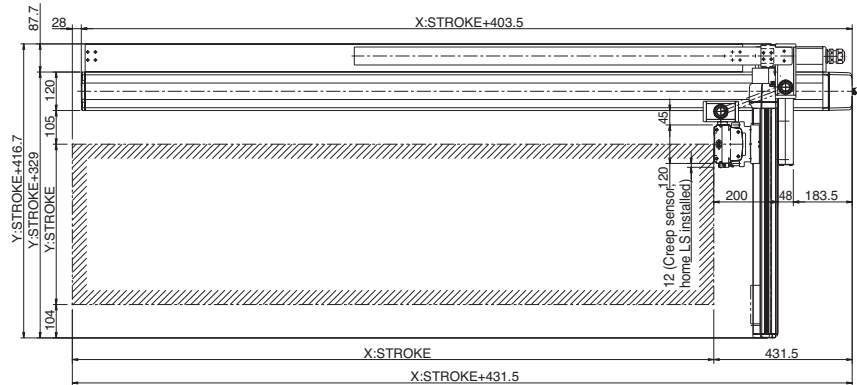 28
X:STROKE+403.5
87.7
120
105
45
Y:STROKE+416.7
Y:STROKE+329
Y:STROKE
120
12 (Creep sensor,
home LS installed)
200
48
183.5
104
X:STROKE
431.5
X:STROKE+431.5